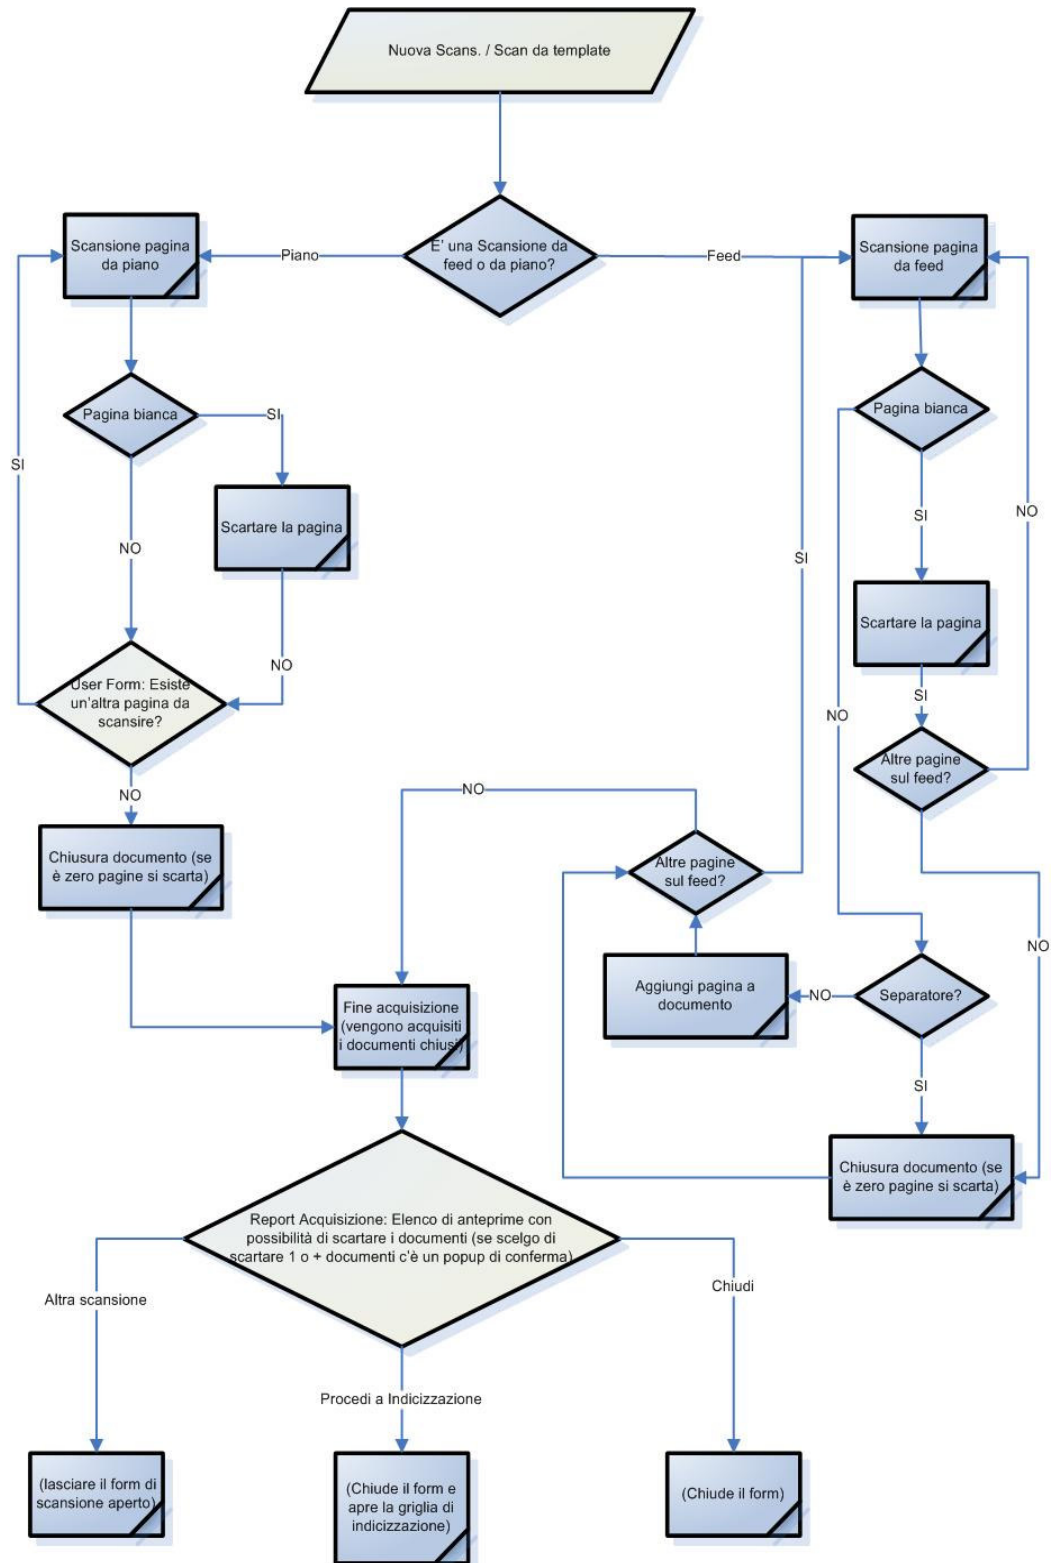 Nuova Scans. / Scan da template
E' una Scansione da
feed o da piano?
Piano
Feed
Scansione pagina
da piano
Scansione pagina
da feed
Pagina bianca
SI
SI
NO
Scartare la pagina
NO
User Form: Esiste
un'altra pagina da
scansire?
NO
Chiusura documento (se
è zero pagine si scarta)
Pagina bianca
SI
NO
SI
Scartare la pagina
SI
NO
Altre pagine
sul feed?
NO
NO
Altre pagine
sul feed?
Aggiungi pagina a
documento
NO
Separatore?
SI
Chiusura documento (se
è zero pagine si scarta)
Fine acquisizione
(vengono acquisiti
i documenti chiusi)
Report Acquisizione: Elenco di anteprime con
possibilità di scartare i documenti (se scelgo di
scartare 1 o + documenti c'è un popup di conferma)
Altra scansione
Chiudi
Procedi a Indicizzazione
(lasciare il form di
scansione aperto)
(Chiude il form e
apre la griglia di
indicizzazione)
(Chiude il form)